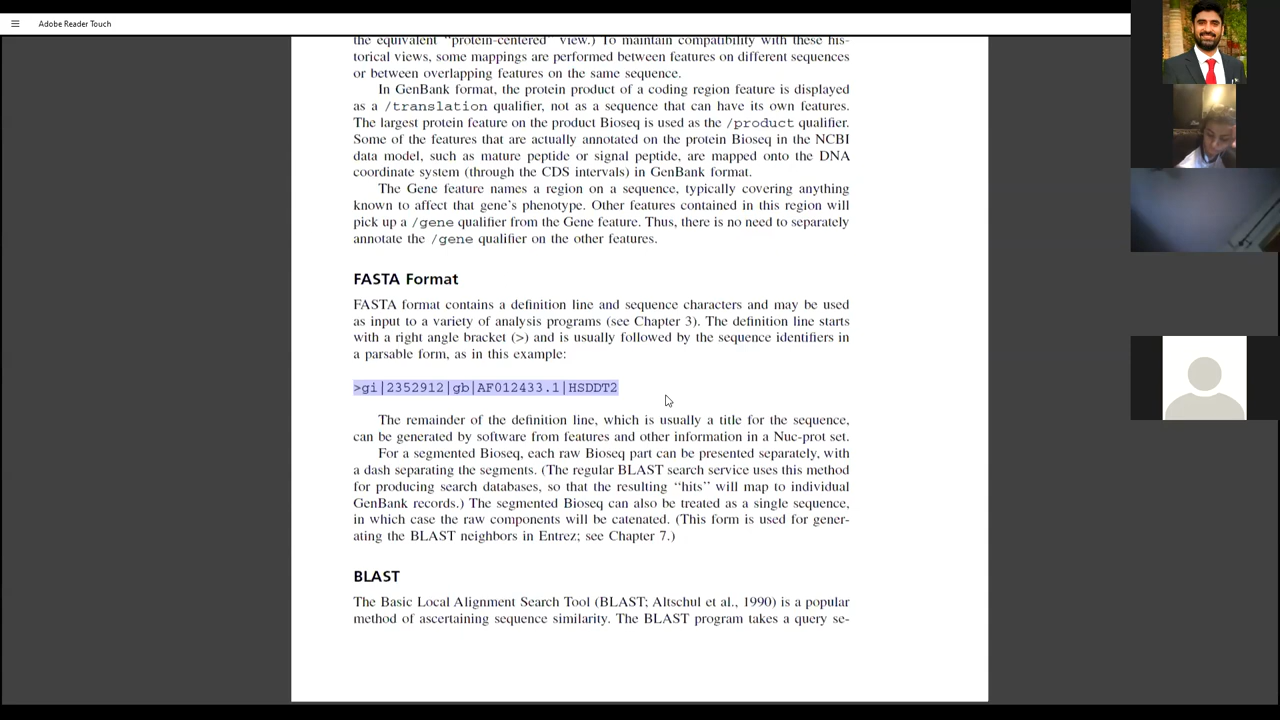 Adobe Reader Touch
the equivalent ‘‘protein-centered’’ view.) To maintain compatibility with these his-
torical views, some mappings are performed between features on different sequences
or between overlapping features on the same sequence.
In GenBank format, the protein product of a coding region feature is displayed
as a /translation qualifier, not as a sequence that can have its own features.
The largest protein feature on the product Bioseq is used as the /product qualifier.
Some of the features that are actually annotated on the protein Bioseq in the NCBI
data model, such as mature peptide or signal peptide, are mapped onto the DNA
coordinate system (through the CDS intervals) in GenBank format.
The Gene feature names a region on a sequence, typically covering anything
known to affect that gene’s phenotype. Other features contained in this region will
pick up a /gene qualifier from the Gene feature. Thus, there is no need to separately
annotate the /gene qualifier on the other features.
FASTA Format
FASTA format contains a definition line and sequence characters and may be used
as input to a variety of analysis programs (see Chapter 3). The definition line starts
with a right angle bracket (>) and is usually followed by the sequence identifiers in
a parsable form, as in this example:
>gi|2352912|gb|AF012433.1|HSDDT2
The remainder of the definition line, which is usually a title for the sequence,
can be generated by software from features and other information in a Nuc-prot set.
For a segmented Bioseq, each raw Bioseq part can be presented separately, with
a dash separating the segments. (The regular BLAST search service uses this method
for producing search databases, so that the resulting ‘‘hits’’ will map to individual
GenBank records.) The segmented Bioseq can also be treated as a single sequence,
in which case the raw components will be catenated. (This form is used for gener-
ating the BLAST neighbors in Entrez; see Chapter 7.)
BLAST
The Basic Local Alignment Search Tool (BLAST; Altschul et al., 1990) is a popular
method of ascertaining sequence similarity. The BLAST program takes a query se-